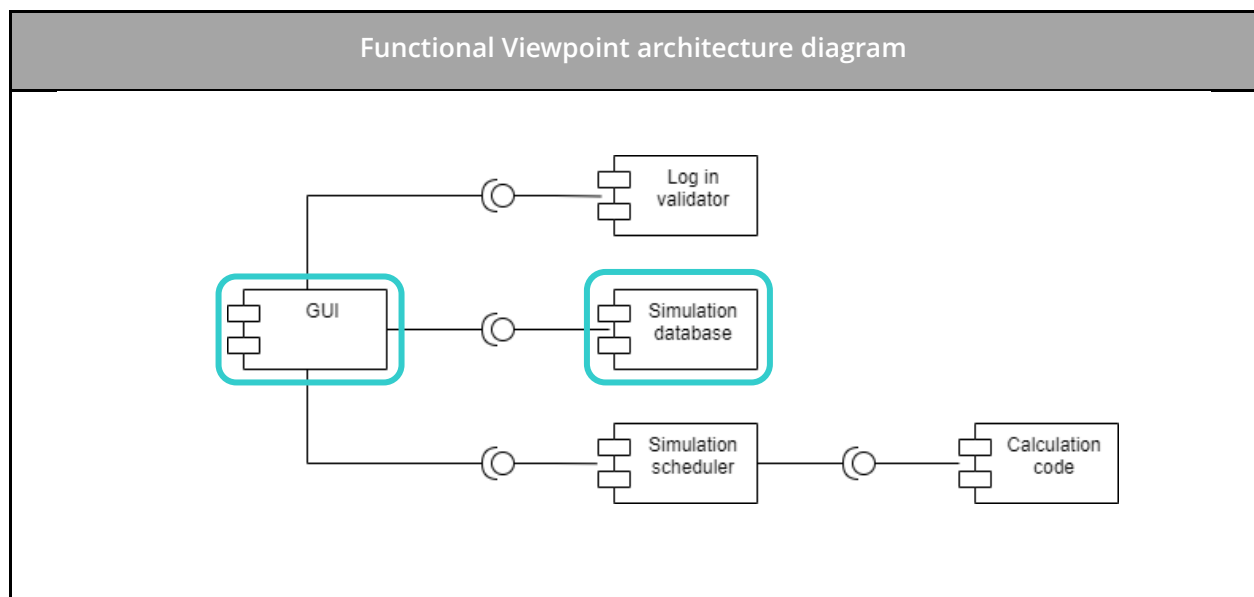 Functional Viewpoint architecture diagram
Log in
validator
GUI
Simulation
database
Simulation
scheduler
Calculation
code